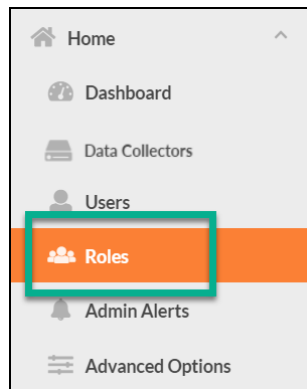 Home
Dashboard
Data Collectors
Users
Roles
Admin Alerts
Advanced Options